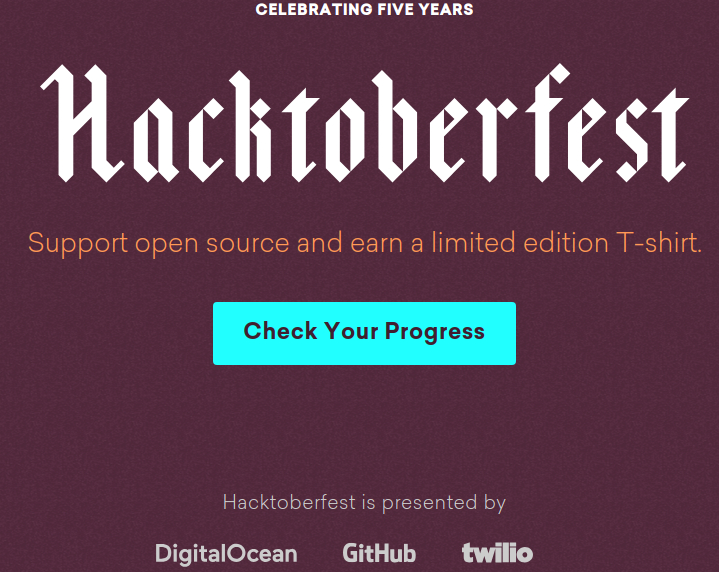 CELEBRATING FIVE YEARS
Hacktoberfest
Support open source and earn a limited edition T-shirt.
Check Your Progress
Hacktoberfest is presented by
DigitalOcean GitHub twilio